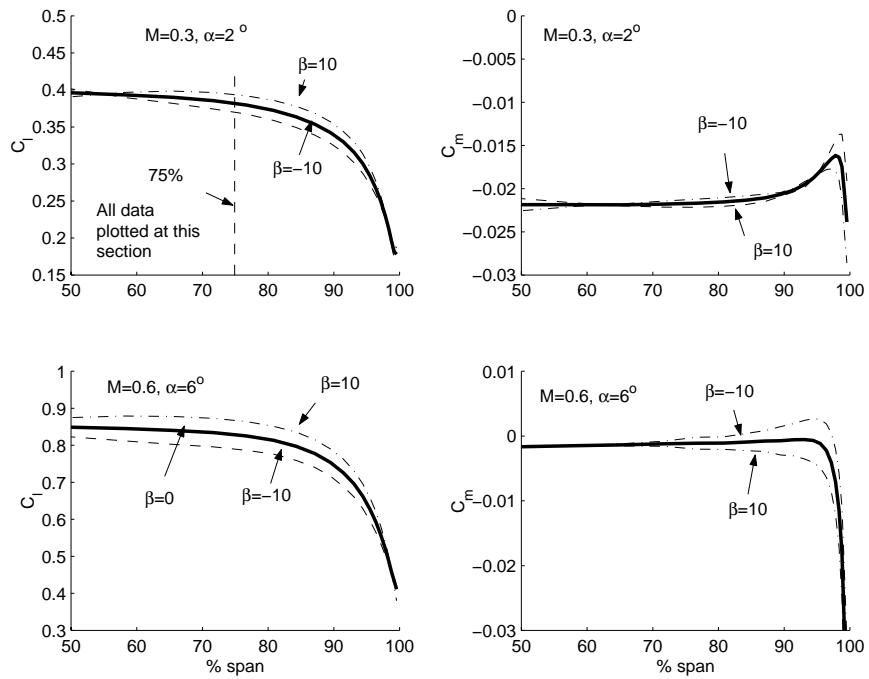 M=0.3, α=2 °
β=10
β=−10
75%
All data
plotted at this
section
C_l
0.5
0.45
0.4
0.35
0.3
0.25
0.2
0.15
50 60 70 80 90 100
M=0.3, α=2°
β=−10
β=10
C_m
0
−0.005
−0.01
−0.015
−0.02
−0.025
−0.03
50 60 70 80 90 100
M=0.6, α=6°
β=10
β=0
β=−10
C_l
1
0.9
0.8
0.7
0.6
0.5
0.4
0.3
50 60 70 80 90 100
% span
M=0.6, α=6°
β=−10
β=10
C_m
0.01
0
−0.01
−0.02
−0.03
50 60 70 80 90 100
% span